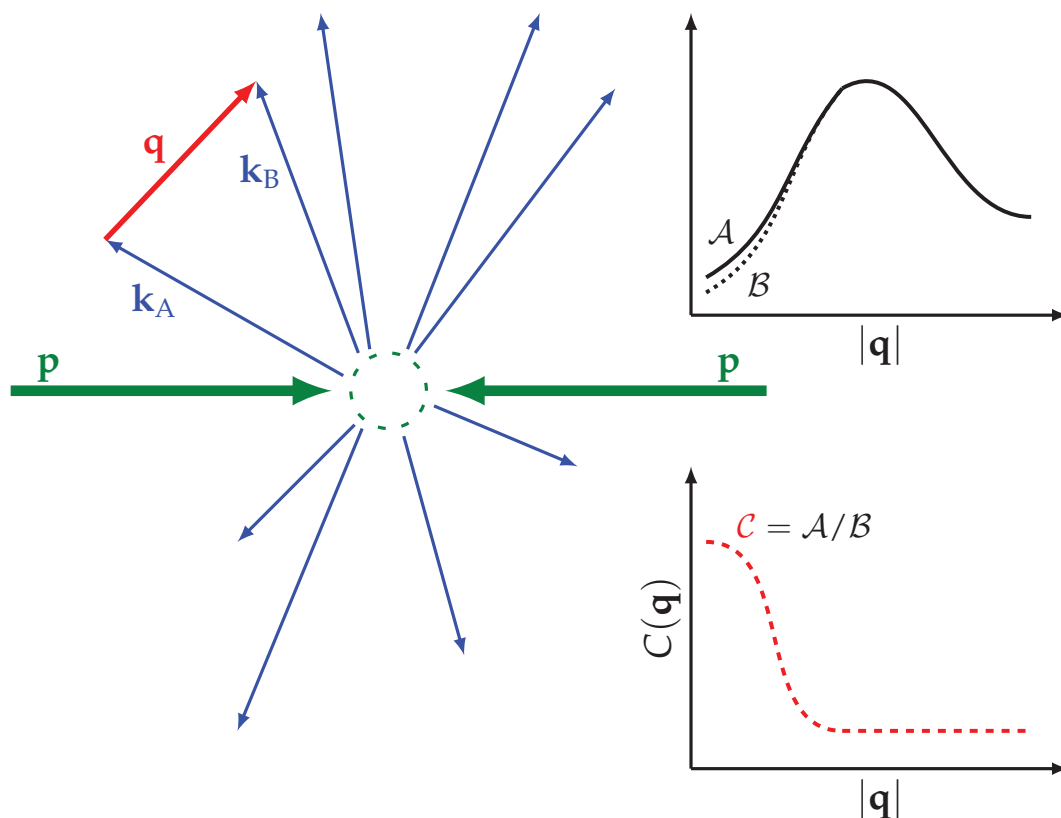 q
k_B
k_A
p
p
𝒜
ℬ
|q|
𝒞 = 𝒜/ℬ
C(q)
|q|